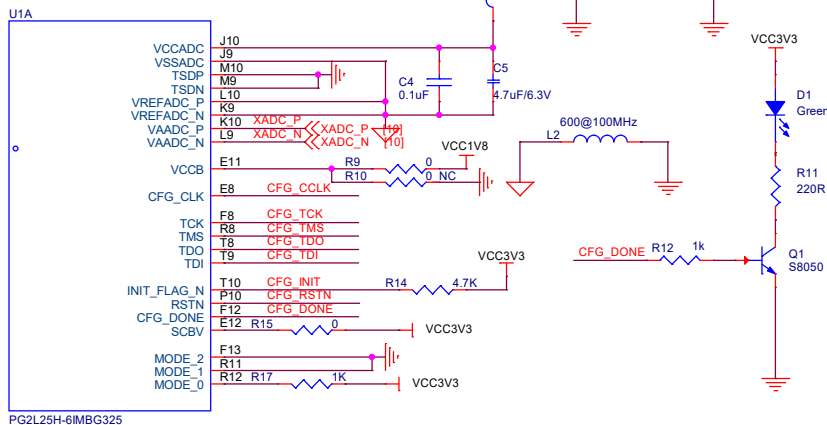 U1A
VCCADC J10
VSSADC J9
TSDP M10
TSDN M9
VREFADC_P L10
VREFADC_N K9
VAADC_P K10 XADC_P XADC_P [10]
VAADC_N L9 XADC_N XADC_N [10]
C4
0.1uF
C5
4.7uF/6.3V
VCC1V8
VCCB E11 R9 0
R10 0 NC
CFG_CLK E8 CFG_CCLK
TCK F8 CFG_TCK
TMS R8 CFG_TMS
TDO T8 CFG_TDO
TDI T9 CFG_TDI
VCC3V3
INIT_FLAG_N T10 CFG_INIT R14 4.7K
RSTN P10 CFG_RSTN
CFG_DONE F12 CFG_DONE
SCBV E12 R15 0 VCC3V3
MODE_2 F13
MODE_1 R11
MODE_0 R12 R17 1K VCC3V3
PG2L25H-6IMBG325
600@100MHz
L2
VCC3V3
D1
Green
R11
220R
CFG_DONE R12 1k
Q1
S8050